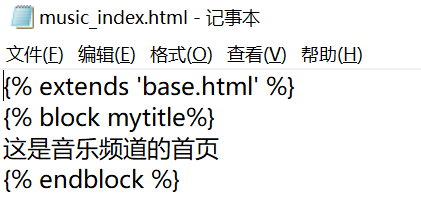 music_index.html - 记事本
文件(F) 编辑(E) 格式(O) 查看(V) 帮助(H)
{% extends 'base.html' %}
{% block mytitle%}
这是音乐频道的首页
{% endblock %}